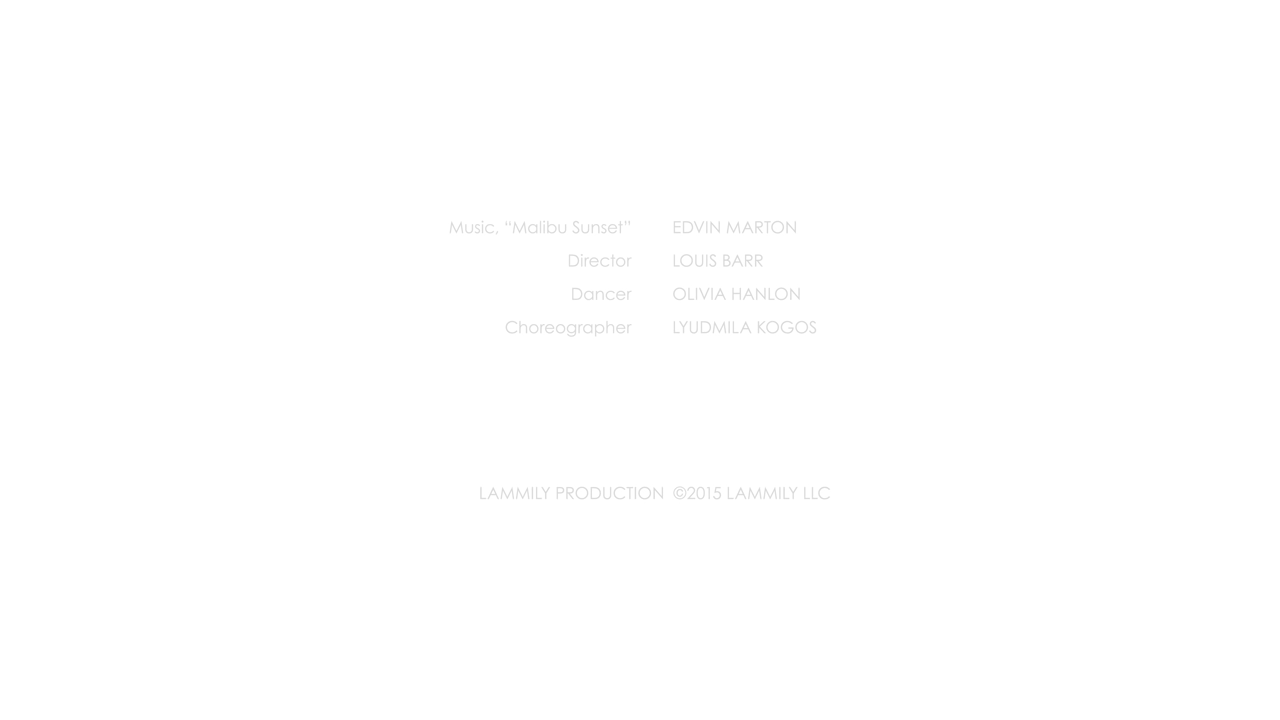 Music, “Malibu Sunset” EDVIN MARTON
Director LOUIS BARR
Dancer OLIVIA HANLON
Choreographer LYUDMILA KOGOS
LAMMILY PRODUCTION ©2015 LAMMILY LLC